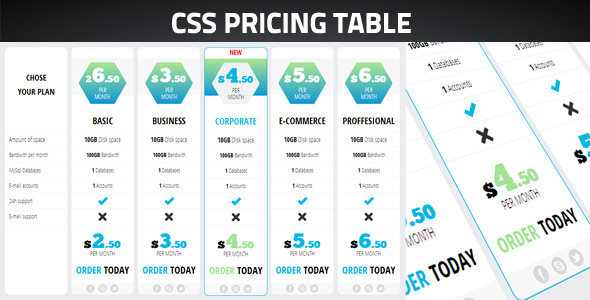 CSS PRICING TABLE
NEW
CHOSE
YOUR PLAN
$6.50 $3.50 $4.50 $5.50 $6.50
PER PER PER PER PER
MONTH MONTH MONTH MONTH MONTH
BASIC BUSINESS CORPORATE E-COMMERCE PROFFESIONAL
Amount of space 10GB Disk space 10GB Disk space 10GB Disk space 10GB Disk space 10GB Disk space
Bandwith per month 100GB Bandwith 100GB Bandwith 100GB Bandwith 100GB Bandwith 100GB Bandwith
MySql Databases 1 Databases 1 Databases 1 Databases 1 Databases 1 Databases
E-mail accounts 1 Accounts 1 Accounts 1 Accounts 1 Accounts 1 Accounts
24h support
E-mail support
$2.50 $3.50 $4.50 $5.50 $6.50
PER MONTH PER MONTH PER MONTH PER MONTH PER MONTH
ORDER TODAY ORDER TODAY ORDER TODAY ORDER TODAY ORDER TODAY
100GB Bandwith
1 Databases
1 Accounts
1 Databases
1 Accounts
$4.50
PER MONTH
ORDER TODAY